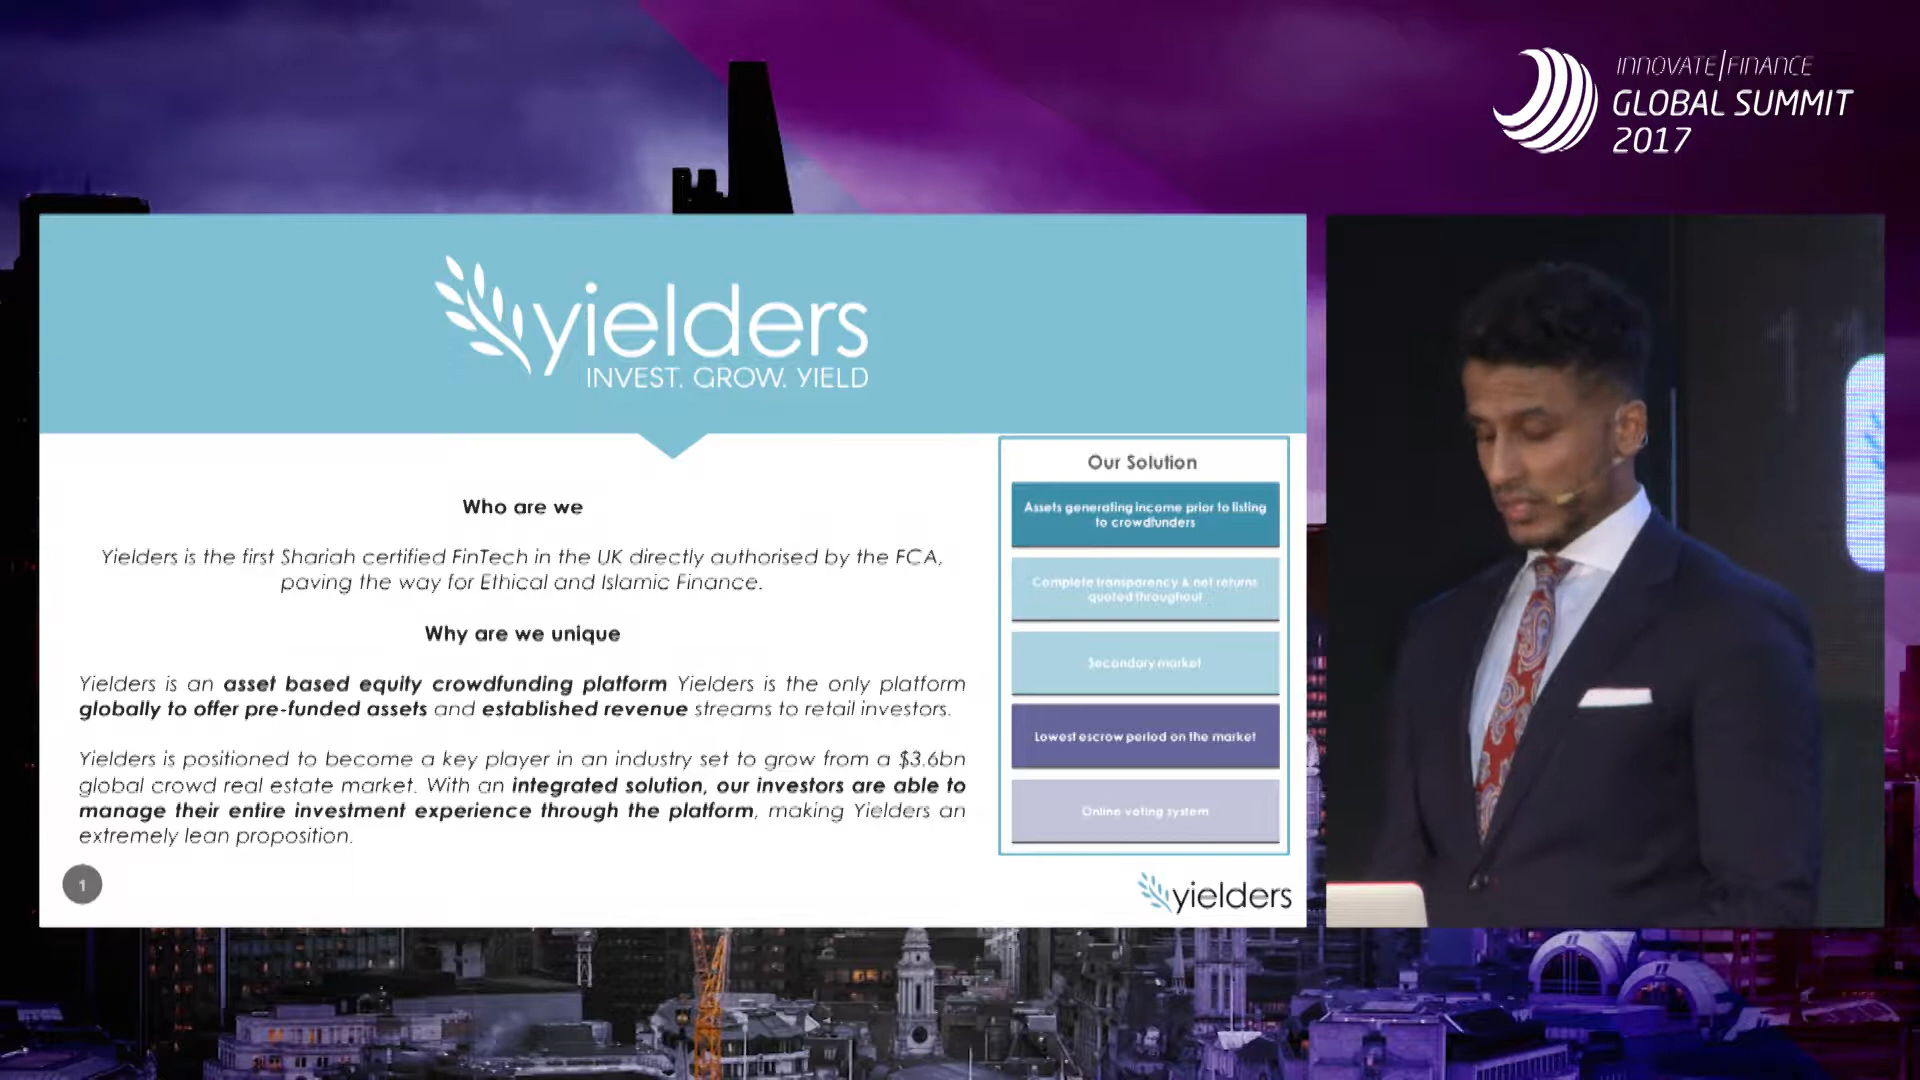 INNOVATE|FINANCE
GLOBAL SUMMIT
2017
yielders
INVEST. GROW. YIELD
Who are we
Yielders is the first Shariah certified FinTech in the UK directly authorised by the FCA,
paving the way for Ethical and Islamic Finance.
Why are we unique
Yielders is an asset based equity crowdfunding platform Yielders is the only platform
globally to offer pre-funded assets and established revenue streams to retail investors.
Yielders is positioned to become a key player in an industry set to grow from a $3.6bn
global crowd real estate market. With an integrated solution, our investors are able to
manage their entire investment experience through the platform, making Yielders an
extremely lean proposition.
Our Solution
Assets generating income prior to listing
to crowdfunders
Complete transparency & net returns
quoted throughout
Secondary market
Lowest escrow period on the market
Online voting system
1
yielders